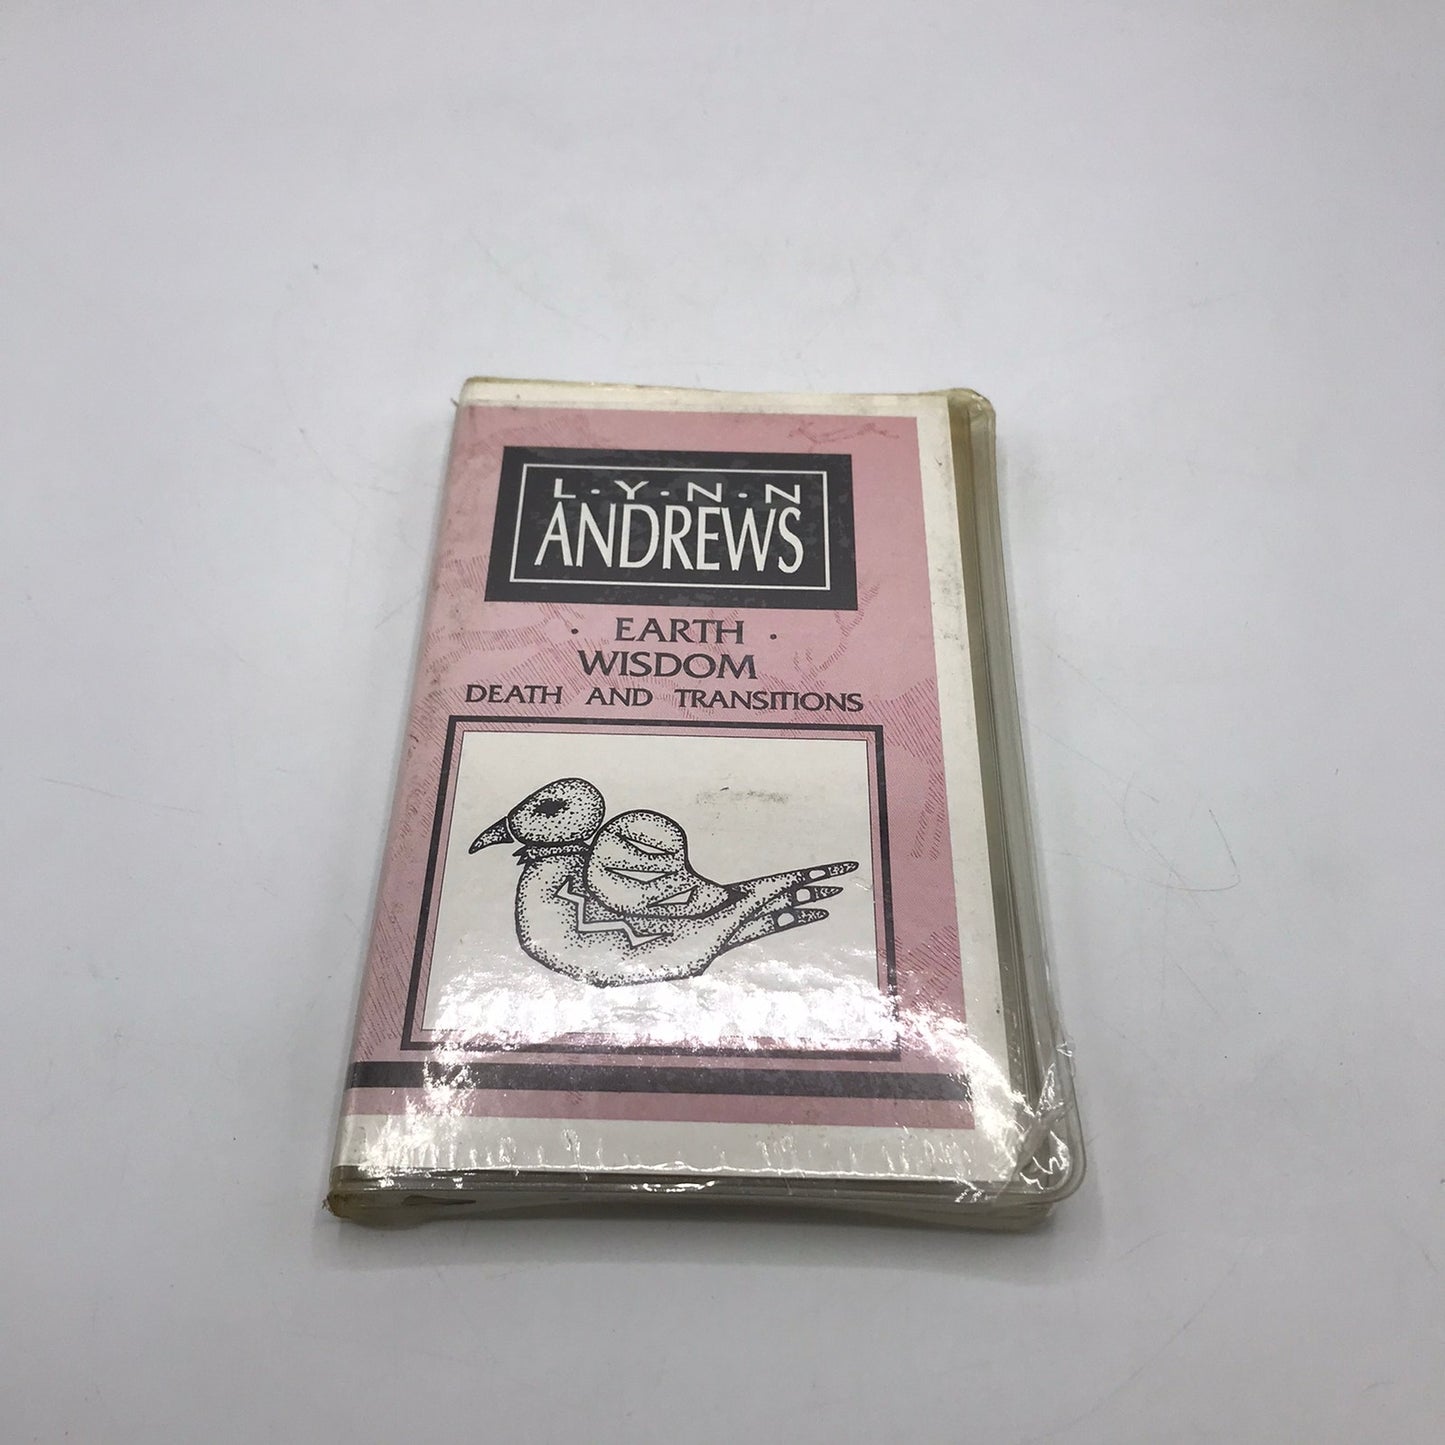 L·Y·N·N
ANDREWS
· EARTH ·
WISDOM
DEATH AND TRANSITIONS